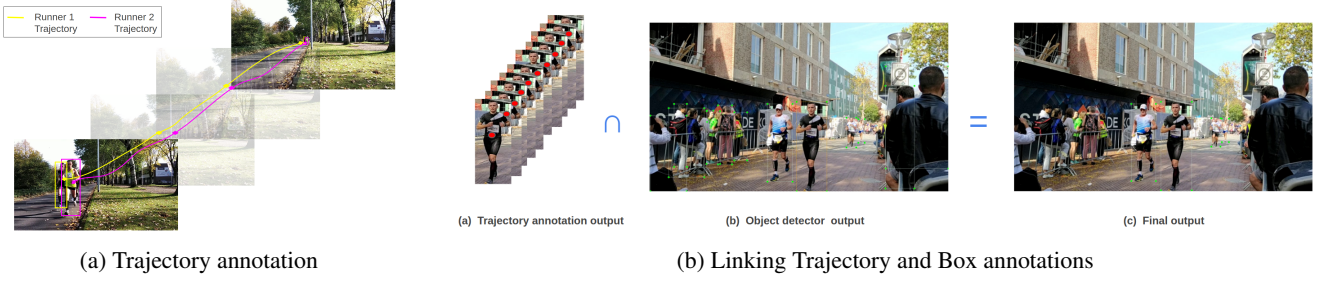 Runner 1
Trajectory
Runner 2
Trajectory
∩
=
DE
(a) Trajectory annotation output
(b) Object detector output
(c) Final output
(a) Trajectory annotation
(b) Linking Trajectory and Box annotations